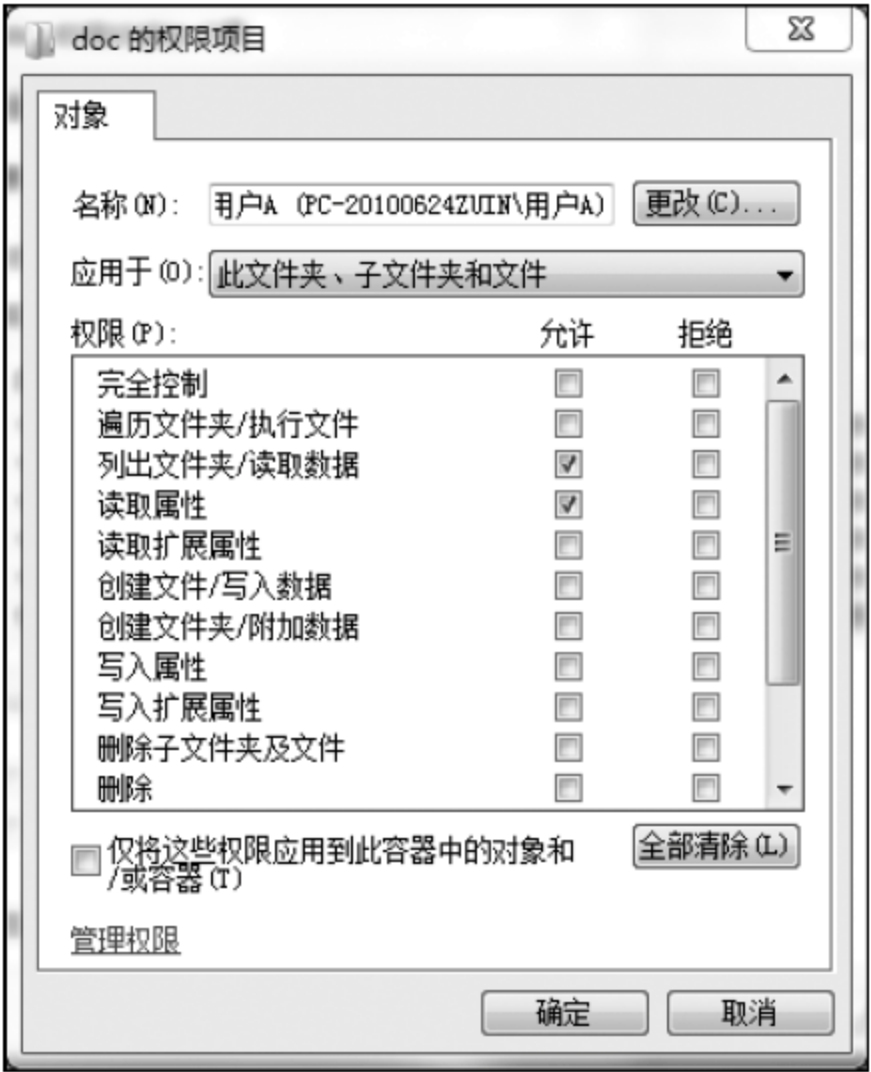 doc 的权限项目
对象
名称(N): 用户A (PC-20100624ZUIN\用户A) 更改(C)...
应用于(O): 此文件夹、子文件夹和文件
权限(P): 允许 拒绝
完全控制
遍历文件夹/执行文件
列出文件夹/读取数据
读取属性
读取扩展属性
创建文件/写入数据
创建文件夹/附加数据
写入属性
写入扩展属性
删除子文件夹及文件
删除
仅将这些权限应用到此容器中的对象和
/或容器(T)
全部清除(L)
管理权限
确定 取消